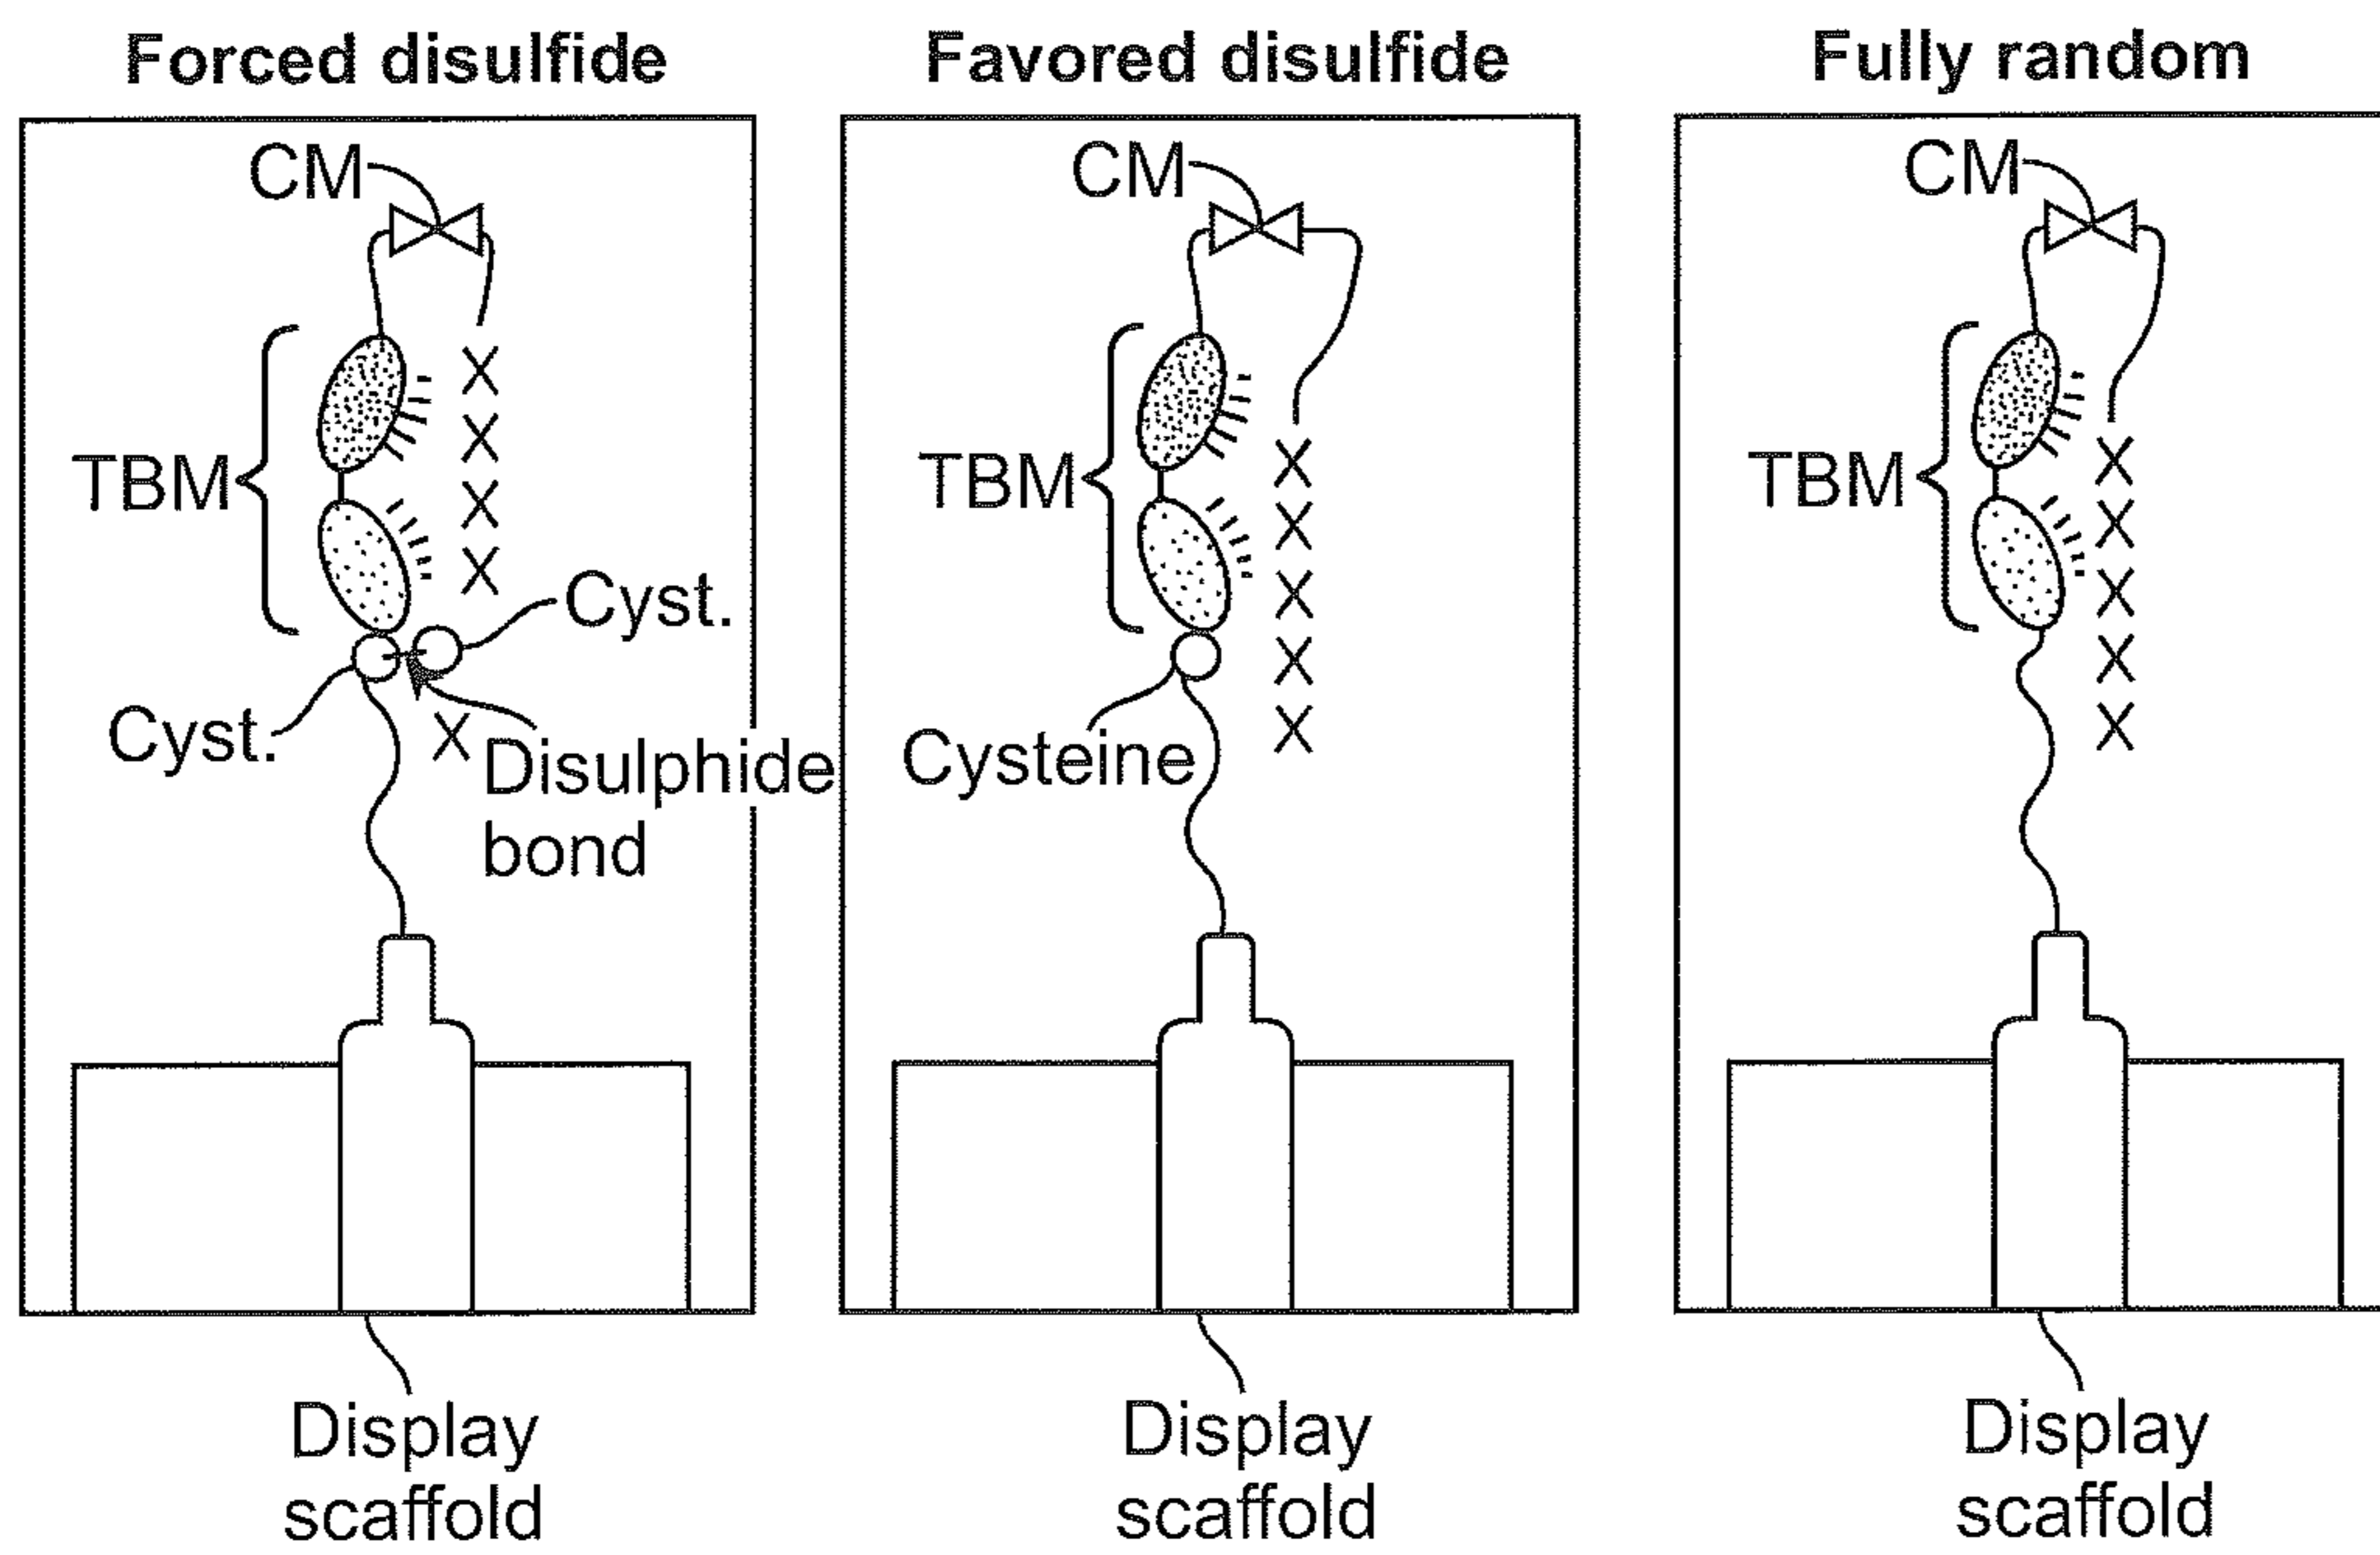 Forced disulfide
CM
TBM
X
X
X
X
Cyst.
Cyst.
X
Disulphide
bond
Display
scaffold
Favored disulfide
CM
TBM
X
X
X
X
X
Cysteine
Display
scaffold
Fully random
CM
TBM
X
X
X
X
X
Display
scaffold